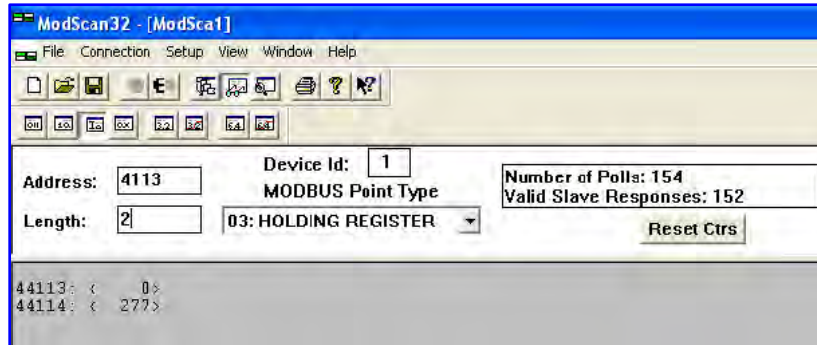 ModScan32 - [ModSca1]
File Connection Setup View Window Help
Address: 4113
Device Id: 1
MODBUS Point Type
Length: 2
03: HOLDING REGISTER
Number of Polls: 154
Valid Slave Responses: 152
Reset Ctrs
44113: < 0>
44114: < 277>